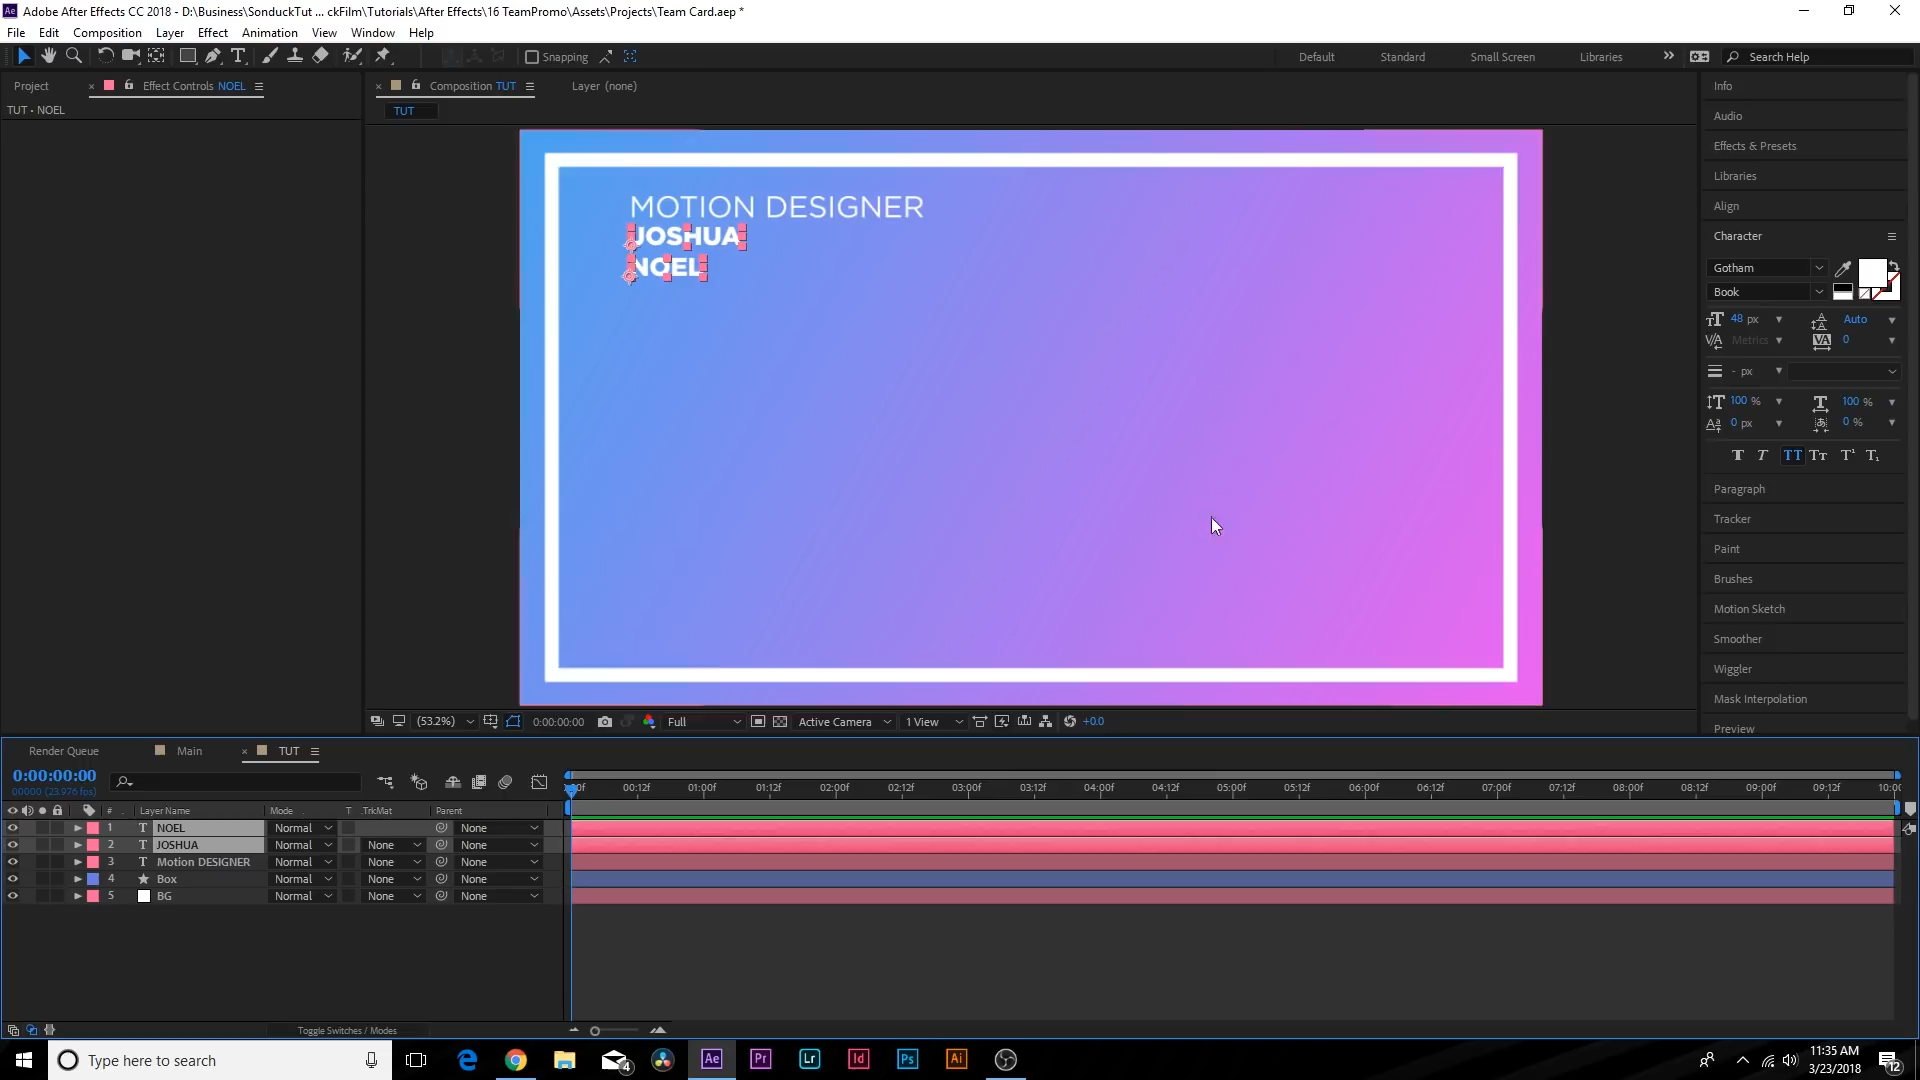 Adobe After Effects CC 2018 - D:\Business\SonduckTut ... ckFilm\Tutorials\After Effects\16 TeamPromo\Assets\Projects\Team Card.aep *
File Edit Composition Layer Effect Animation View Window Help
Snapping
Default Standard Small Screen Libraries Search Help
Project Effect Controls NOEL
TUT • NOEL
Composition TUT Layer (none)
TUT
MOTION DESIGNER
JOSHUA
NOEL
(53.2%) 0:00:00:00 Full Active Camera 1 View +0.0
Info
Audio
Effects & Presets
Libraries
Align
Character
Gotham
Book
48 px Auto
Metrics 0
- px
100 % 100 %
0 px 0 %
Paragraph
Tracker
Paint
Brushes
Motion Sketch
Smoother
Wiggler
Mask Interpolation
Preview
Render Queue Main TUT
0:00:00:00
00000 (23.976 fps)
00:12f 01:00f 01:12f 02:00f 02:12f 03:00f 03:12f 04:00f 04:12f 05:00f 05:12f 06:00f 06:12f 07:00f 07:12f 08:00f 08:12f 09:00f 09:12f
# Layer Name Mode T .TrkMat Parent
1 T NOEL Normal None
2 T JOSHUA Normal None None
3 T Motion DESIGNER Normal None None
4 Box Normal None None
5 BG Normal None None
Toggle Switches / Modes
Type here to search
4
Ae Pr Lr Id Ps Ai
11:35 AM
3/23/2018
12